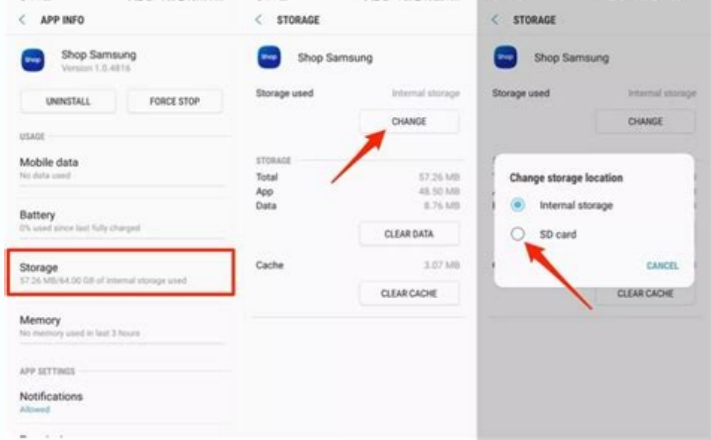 APP INFO
Shop
Shop Samsung
Version 1.0.4816
UNINSTALL
FORCE STOP
USAGE
Mobile data
No data used
Battery
0% used since last fully charged
Storage
57.26 MB/64.00 GB of internal storage used
Memory
No memory used in last 3 hours
APP SETTINGS
Notifications
Allowed
STORAGE
Shop
Shop Samsung
Storage used
Internal storage
CHANGE
STORAGE
Total 57.26 MB
App 48.50 MB
Data 8.76 MB
CLEAR DATA
Cache 3.07 MB
CLEAR CACHE
STORAGE
Shop
Shop Samsung
Storage used
Internal storage
CHANGE
Change storage location
Internal storage
SD card
CANCEL
CLEAR CACHE